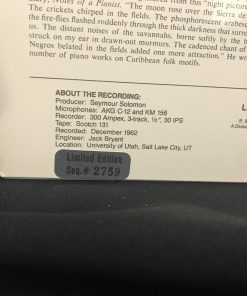 ney, Notes of a Pianist. "The moon rose over the Sierra de
The crickets chirped in the fields. The phosphorescent arabesq
the fire-flies flashed suddenly through the thick darkness that surro
us. The distant noises of the savannahs, borne softly by the b
struck on my ear in drawn-out murmurs. The cadenced chant of
Negros belated in the fields added one more attraction." He wro
number of piano works on Caribbean folk motifs.
ABOUT THE RECORDING:
Producer: Seymour Solomon
Microphones: AKG C-12 and KM 156
Recorder: 300 Ampex, 3-track, ½", 30 IPS
Tape: Scotch 131
Recorded: December 1962
Engineer: Jack Bryant
Location: University of Utah, Salt Lake City, UT
Limited Edition
Seq.# 2759
L
A Divis